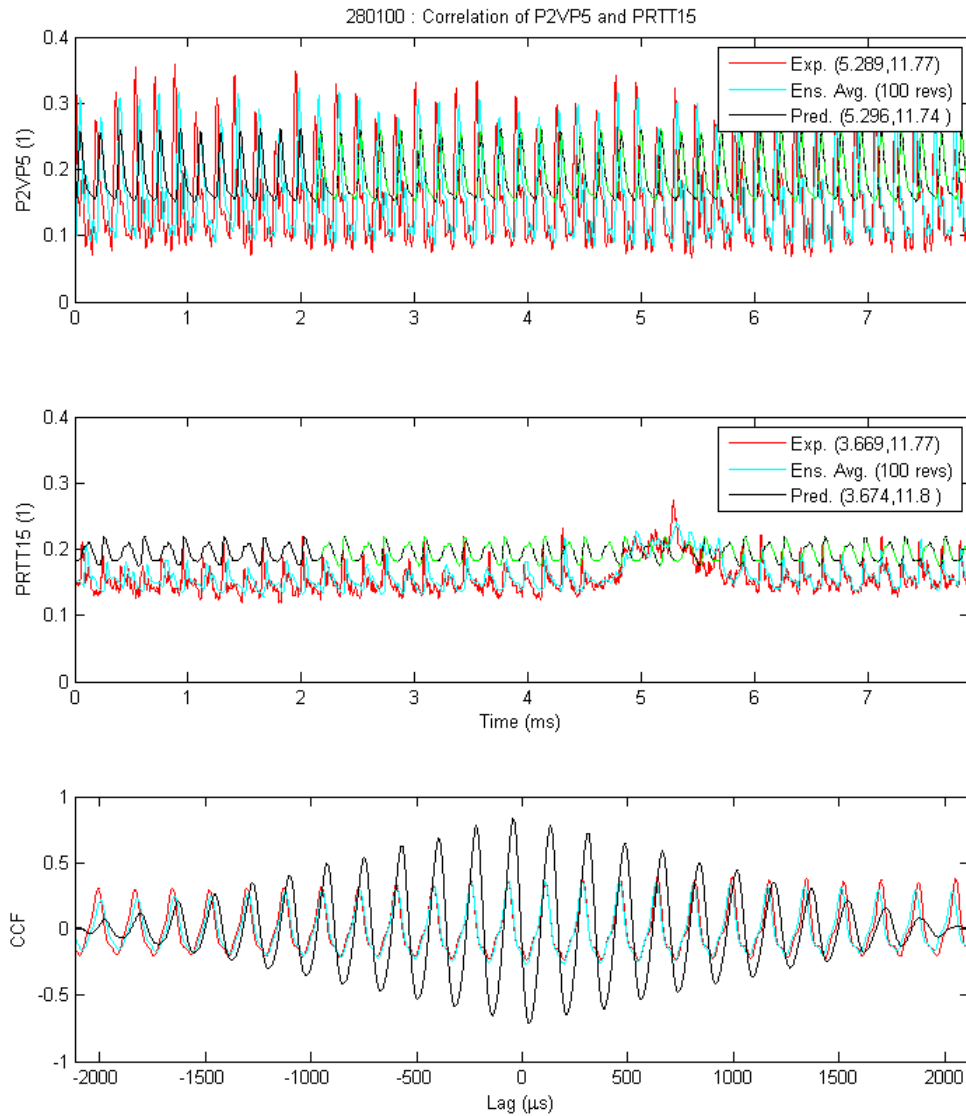 280100 : Correlation of P2VP5 and PRTT15
0.4
0.3
0.2
0.1
0
P2VP5 (1)
Exp. (5.289,11.77)
Ens. Avg. (100 revs)
Pred. (5.296,11.74 )
0 1 2 3 4 5 6 7
0.4
0.3
0.2
0.1
0
PRTT15 (1)
Exp. (3.669,11.77)
Ens. Avg. (100 revs)
Pred. (3.674,11.8 )
0 1 2 3 4 5 6 7
Time (ms)
1
0.5
0
-0.5
-1
CCF
-2000 -1500 -1000 -500 0 500 1000 1500 2000
Lag (μs)